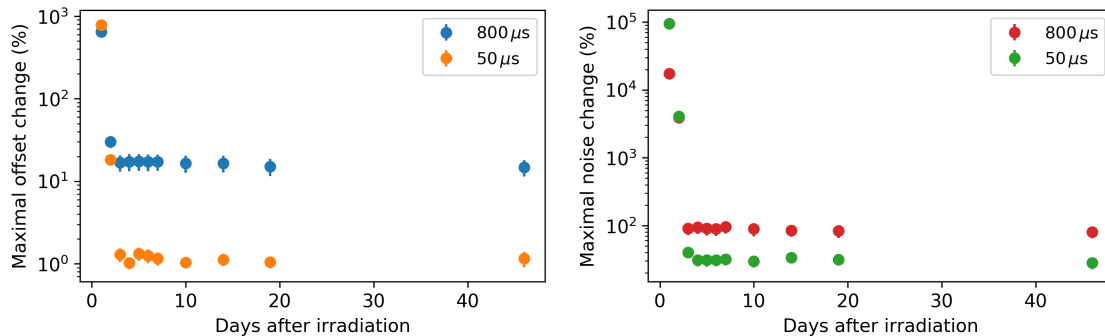 Maximal offset change (%)
10³
10²
10¹
10⁰
800 μs
50 μs
0 10 20 30 40
Days after irradiation
Maximal noise change (%)
10⁵
10⁴
10³
10²
800 μs
50 μs
0 10 20 30 40
Days after irradiation